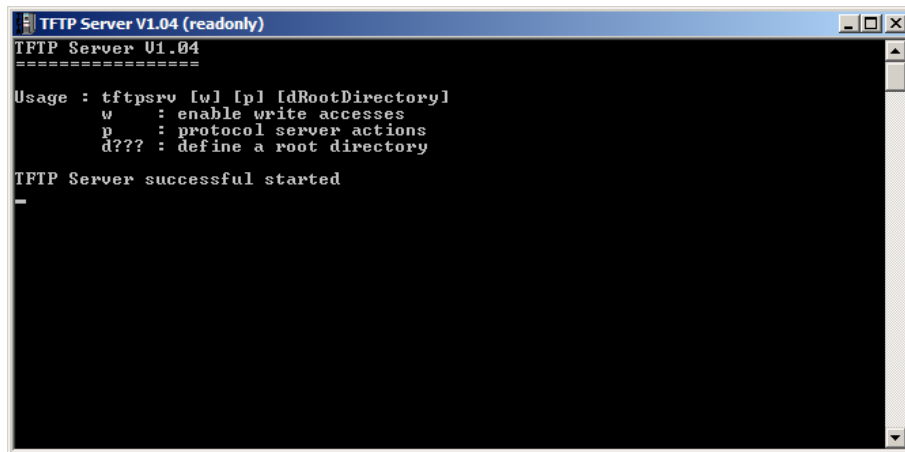 TFTP Server V1.04 (readonly)
TFTP Server V1.04
=================
Usage : tftpsrv [w] [p] [dRootDirectory]
w : enable write accesses
p : protocol server actions
d??? : define a root directory
TFTP Server successful started